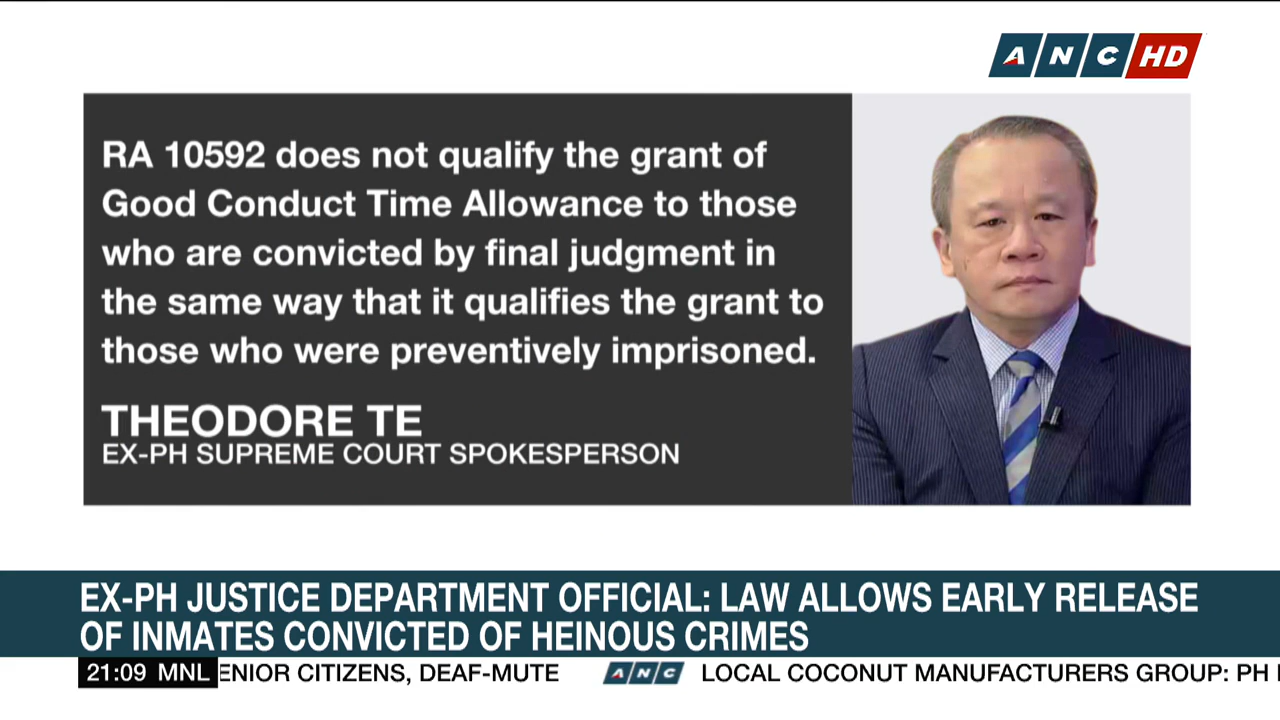 ANC HD
RA 10592 does not qualify the grant of
Good Conduct Time Allowance to those
who are convicted by final judgment in
the same way that it qualifies the grant to
those who were preventively imprisoned.
THEODORE TE
EX-PH SUPREME COURT SPOKESPERSON
EX-PH JUSTICE DEPARTMENT OFFICIAL: LAW ALLOWS EARLY RELEASE
OF INMATES CONVICTED OF HEINOUS CRIMES
21:09 MNL ENIOR CITIZENS, DEAF-MUTE ANC LOCAL COCONUT MANUFACTURERS GROUP: PH